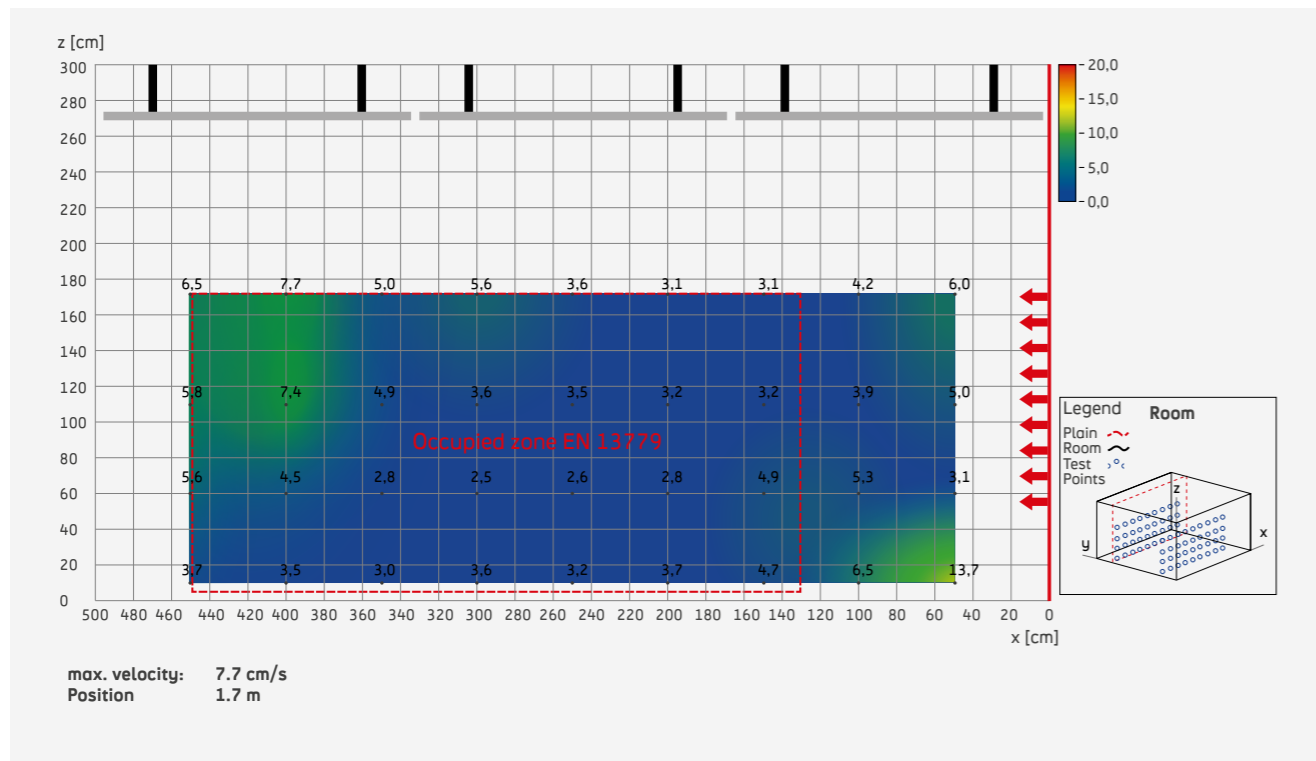 z [cm]
300
280
260
240
220
200
180
160
140
120
100
80
60
40
20
0
20,0
15,0
10,0
5,0
0,0
6,5 7,7 5,0 5,6 3,6 3,1 3,1 4,2 6,0
5,8 7,4 4,9 3,6 3,5 3,2 3,2 3,9 5,0
Occupied zone EN 13779
5,6 4,5 2,8 2,5 2,6 2,8 4,9 5,3 3,1
3,7 3,5 3,0 3,6 3,2 3,7 4,7 6,5 13,7
500 480 460 440 420 400 380 360 340 320 300 280 260 240 220 200 180 160 140 120 100 80 60 40 20 0
x [cm]
Legend Room
Plain
Room
Test
Points
z
y
x
max. velocity: 7.7 cm/s
Position 1.7 m